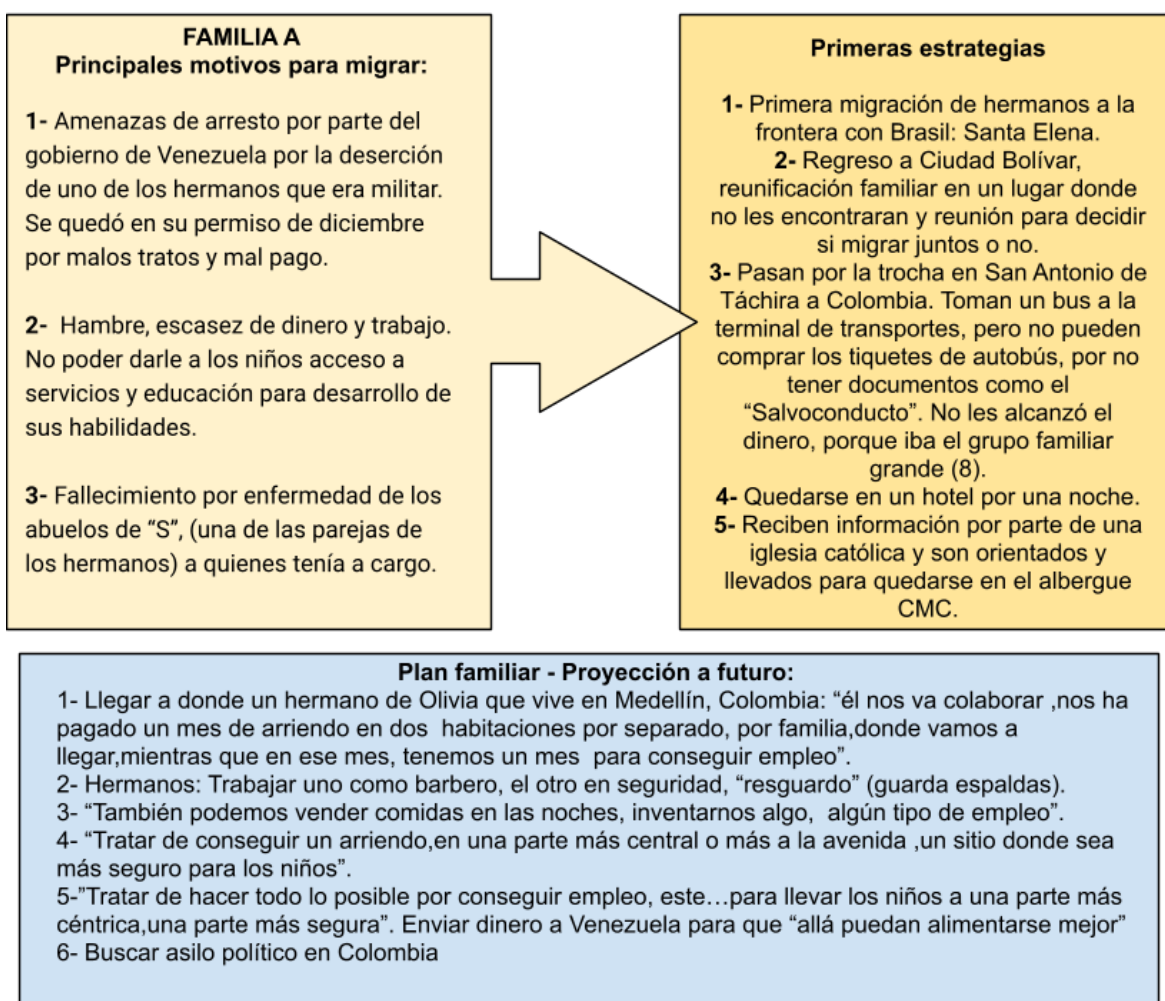 FAMILIA A
Principales motivos para migrar:
1- Amenazas de arresto por parte del
gobierno de Venezuela por la deserción
de uno de los hermanos que era militar.
Se quedó en su permiso de diciembre
por malos tratos y mal pago.
2- Hambre, escasez de dinero y trabajo.
No poder darle a los niños acceso a
servicios y educación para desarrollo de
sus habilidades.
3- Fallecimiento por enfermedad de los
abuelos de “S”, (una de las parejas de
los hermanos) a quienes tenía a cargo.
Primeras estrategias
1- Primera migración de hermanos a la
frontera con Brasil: Santa Elena.
2- Regreso a Ciudad Bolívar,
reunificación familiar en un lugar donde
no les encontraran y reunión para decidir
si migrar juntos o no.
3- Pasan por la trocha en San Antonio de
Táchira a Colombia. Toman un bus a la
terminal de transportes, pero no pueden
comprar los tiquetes de autobús, por no
tener documentos como el
“Salvoconducto”. No les alcanzó el
dinero, porque iba el grupo familiar
grande (8).
4- Quedarse en un hotel por una noche.
5- Reciben información por parte de una
iglesia católica y son orientados y
llevados para quedarse en el albergue
CMC.
Plan familiar - Proyección a futuro:
1- Llegar a donde un hermano de Olivia que vive en Medellín, Colombia: “él nos va colaborar ,nos ha
pagado un mes de arriendo en dos habitaciones por separado, por familia,donde vamos a
llegar,mientras que en ese mes, tenemos un mes para conseguir empleo”.
2- Hermanos: Trabajar uno como barbero, el otro en seguridad, “resguardo” (guarda espaldas).
3- “También podemos vender comidas en las noches, inventarnos algo, algún tipo de empleo”.
4- “Tratar de conseguir un arriendo,en una parte más central o más a la avenida ,un sitio donde sea
más seguro para los niños”.
5-”Tratar de hacer todo lo posible por conseguir empleo, este…para llevar los niños a una parte más
céntrica,una parte más segura”. Enviar dinero a Venezuela para que “allá puedan alimentarse mejor”
6- Buscar asilo político en Colombia